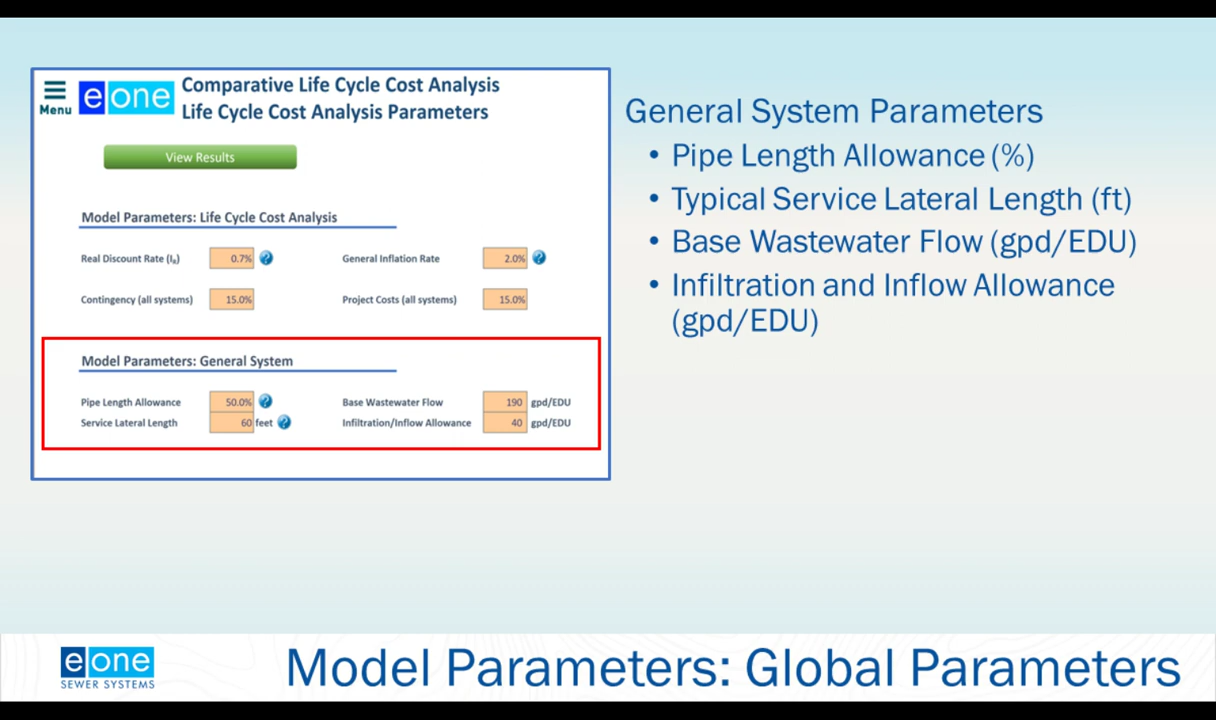 Menu
eone
Comparative Life Cycle Cost Analysis
Life Cycle Cost Analysis Parameters
View Results
Model Parameters: Life Cycle Cost Analysis
Real Discount Rate (IR) 0.7% ? General Inflation Rate 2.0% ?
Contingency (all systems) 15.0% Project Costs (all systems) 15.0%
Model Parameters: General System
Pipe Length Allowance 50.0% ? Base Wastewater Flow 190 gpd/EDU
Service Lateral Length 60 feet ? Infiltration/Inflow Allowance 40 gpd/EDU
General System Parameters
• Pipe Length Allowance (%)
• Typical Service Lateral Length (ft)
• Base Wastewater Flow (gpd/EDU)
• Infiltration and Inflow Allowance
(gpd/EDU)
eone
SEWER SYSTEMS
Model Parameters: Global Parameters